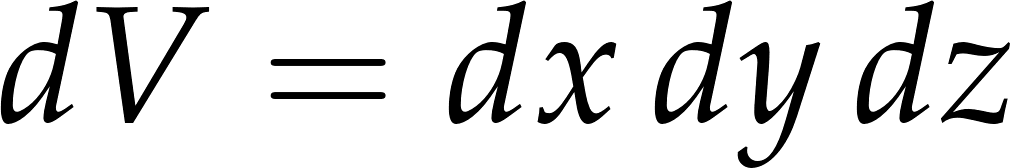 dV = dx dy dz